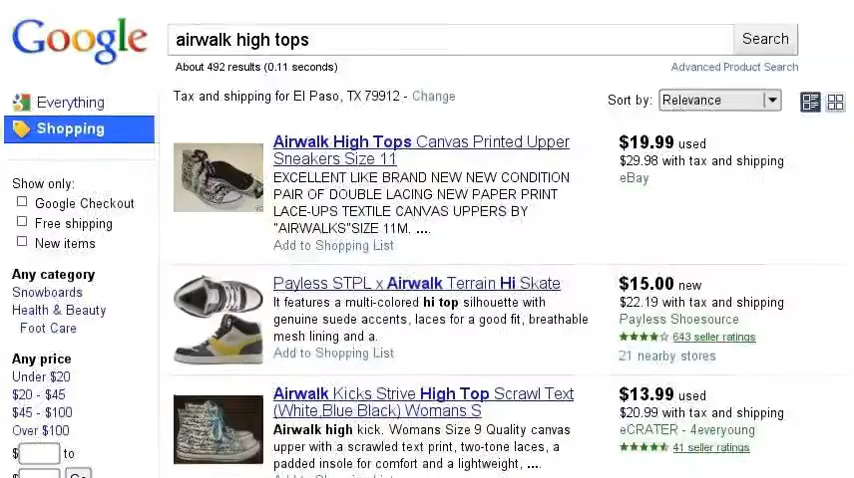 Google
airwalk high tops
Search
About 492 results (0.11 seconds)
Advanced Product Search
Everything
Shopping
Tax and shipping for El Paso, TX 79912 - Change
Sort by: Relevance
Show only:
Google Checkout
Free shipping
New items
Any category
Snowboards
Health & Beauty
Foot Care
Any price
Under $20
$20 - $45
$45 - $100
Over $100
$ to
$ Go
Airwalk High Tops Canvas Printed Upper
Sneakers Size 11
EXCELLENT LIKE BRAND NEW NEW CONDITION
PAIR OF DOUBLE LACING NEW PAPER PRINT
LACE-UPS TEXTILE CANVAS UPPERS BY
"AIRWALKS"SIZE 11M. ....
Add to Shopping List
$19.99 used
$29.98 with tax and shipping
eBay
Payless STPL x Airwalk Terrain Hi Skate
It features a multi-colored hi top silhouette with
genuine suede accents, laces for a good fit, breathable
mesh lining and a.
Add to Shopping List
$15.00 new
$22.19 with tax and shipping
Payless Shoesource
643 seller ratings
21 nearby stores
Airwalk Kicks Strive High Top Scrawl Text
(White,Blue Black) Womans S
Airwalk high kick. Womans Size 9 Quality canvas
upper with a scrawled text print, two-tone laces, a
padded insole for comfort and a lightweight, ....
Add to Shopping List
$13.99 used
$20.99 with tax and shipping
eCRATER - 4everyoung
41 seller ratings